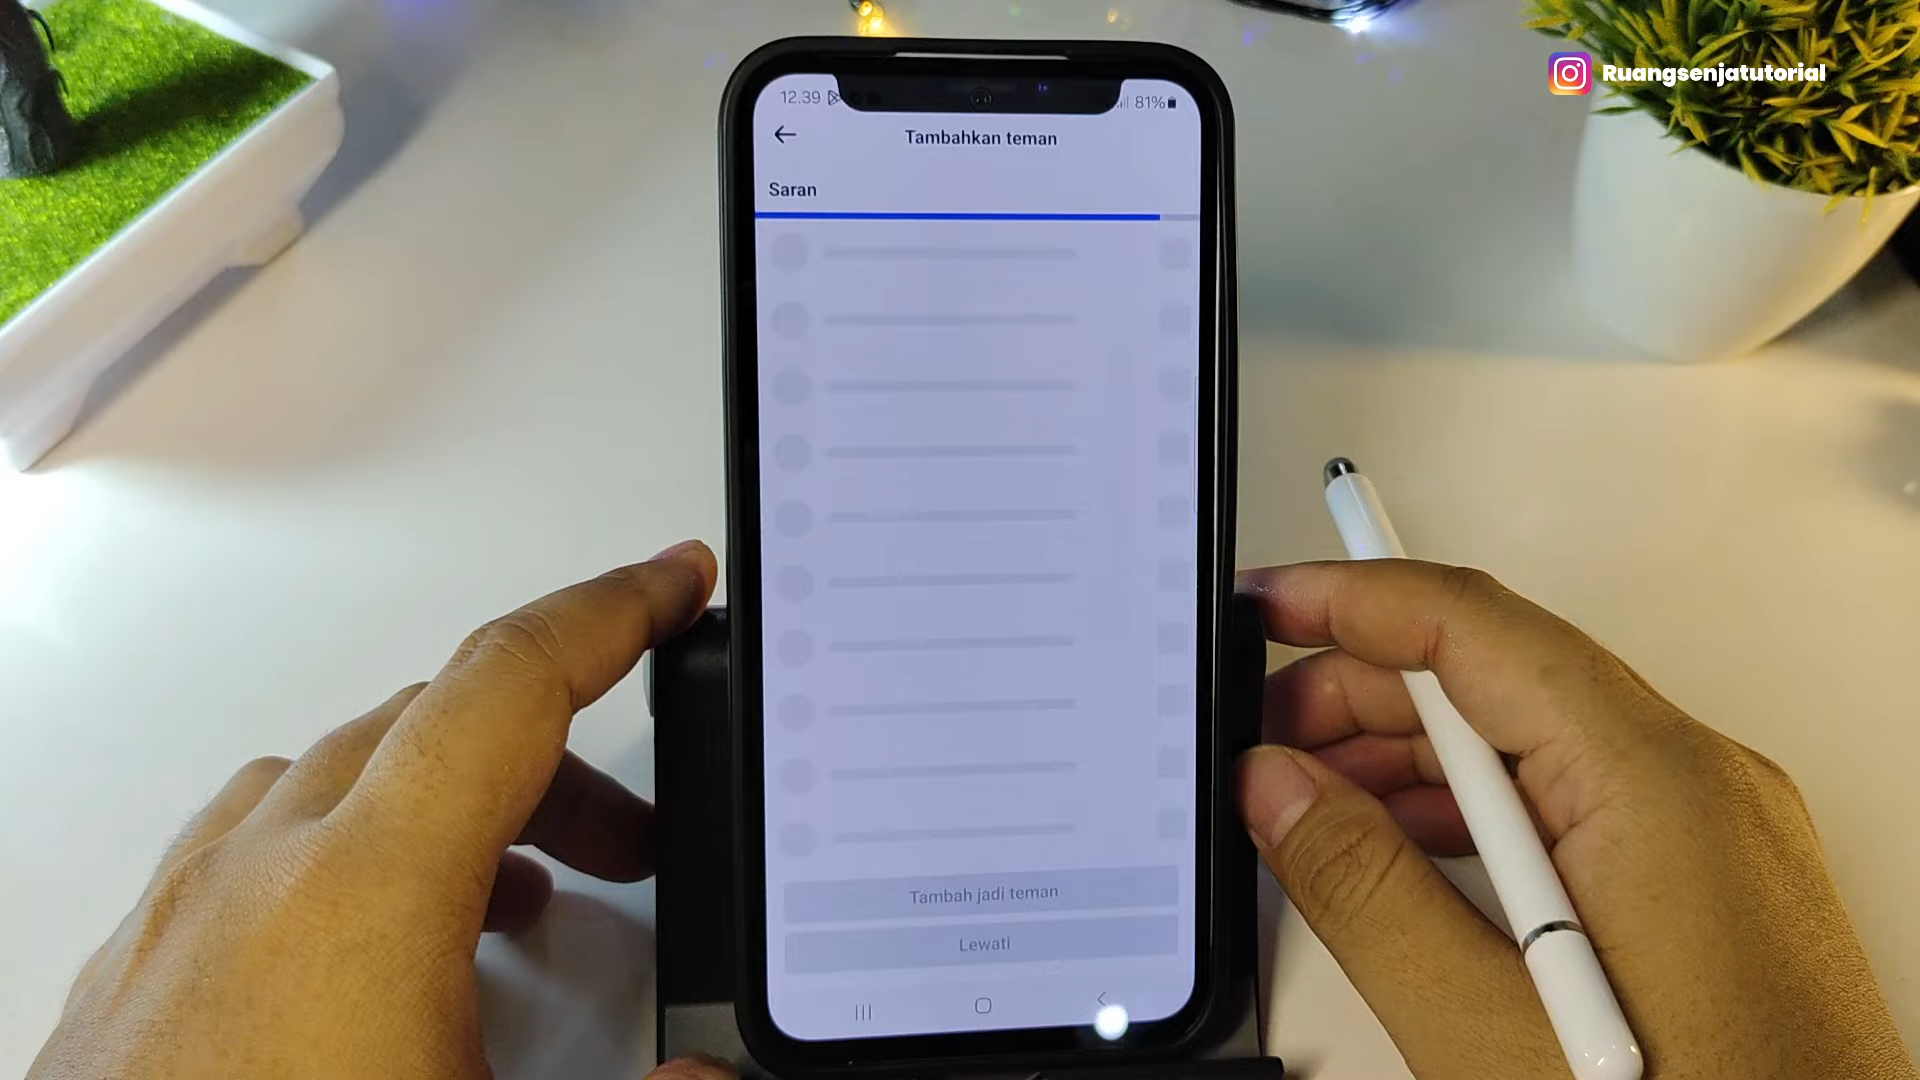 Ruangsenjatutorial
12.39
81%
Tambahkan teman
Saran
Tambah jadi teman
Lewati